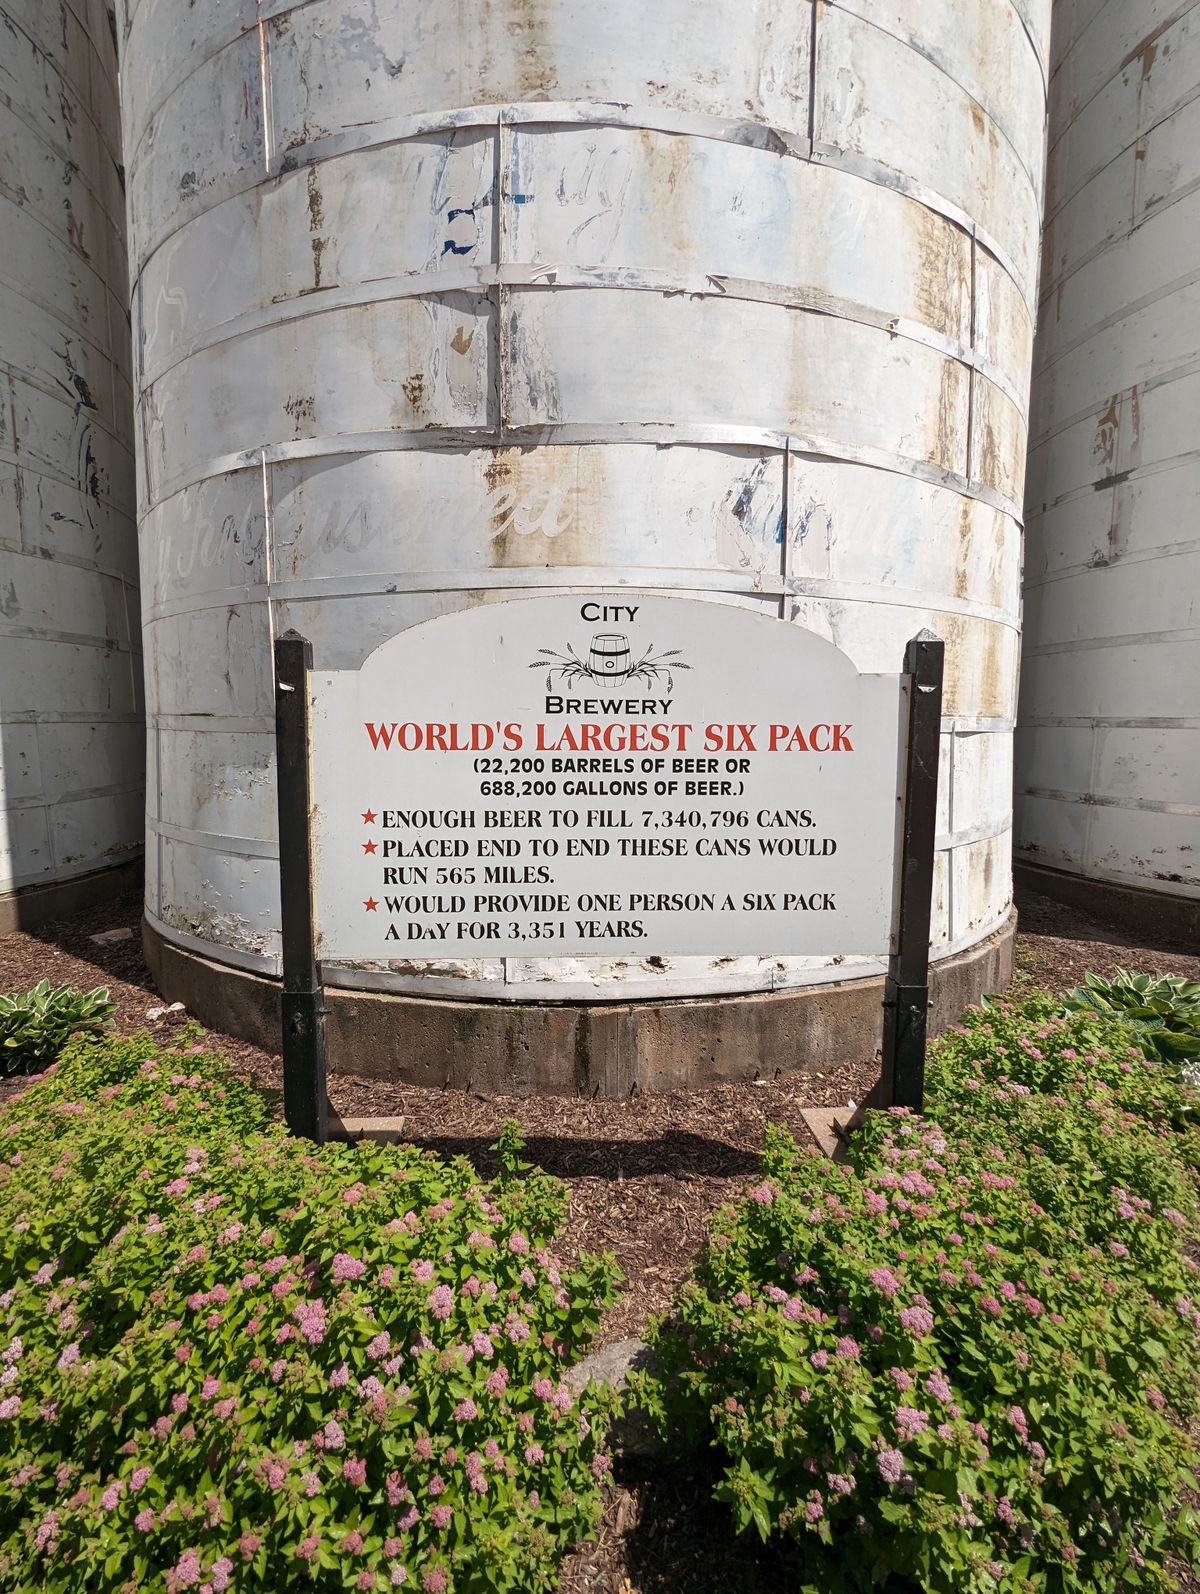 CITY
BREWERY
WORLD'S LARGEST SIX PACK
(22,200 BARRELS OF BEER OR
688,200 GALLONS OF BEER.)
ENOUGH BEER TO FILL 7,340,796 CANS.
PLACED END TO END THESE CANS WOULD
RUN 565 MILES.
WOULD PROVIDE ONE PERSON A SIX PACK
A DAY FOR 3,351 YEARS.